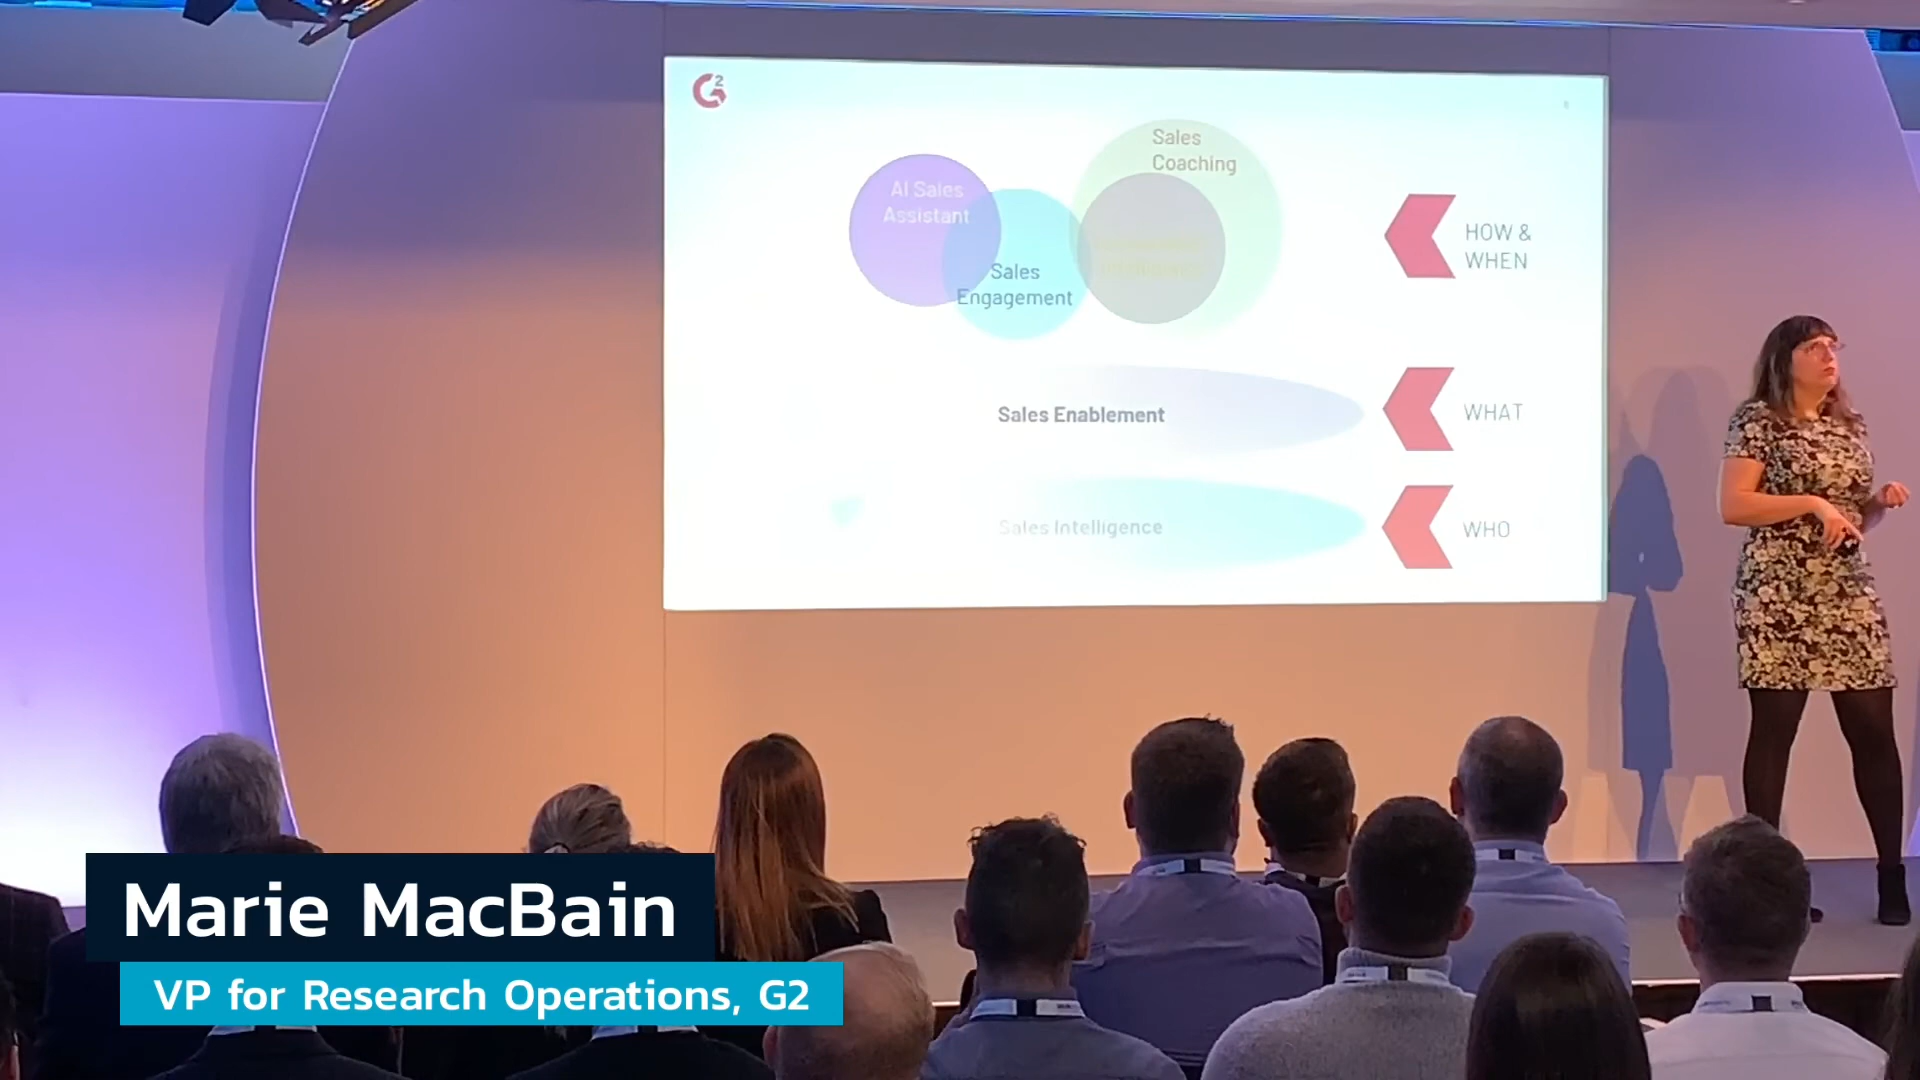 G2
Sales
Coaching
AI Sales
Assistant
HOW &
WHEN
Sales
Engagement
Sales Enablement
WHAT
Sales Intelligence
WHO
Marie MacBain
VP for Research Operations, G2